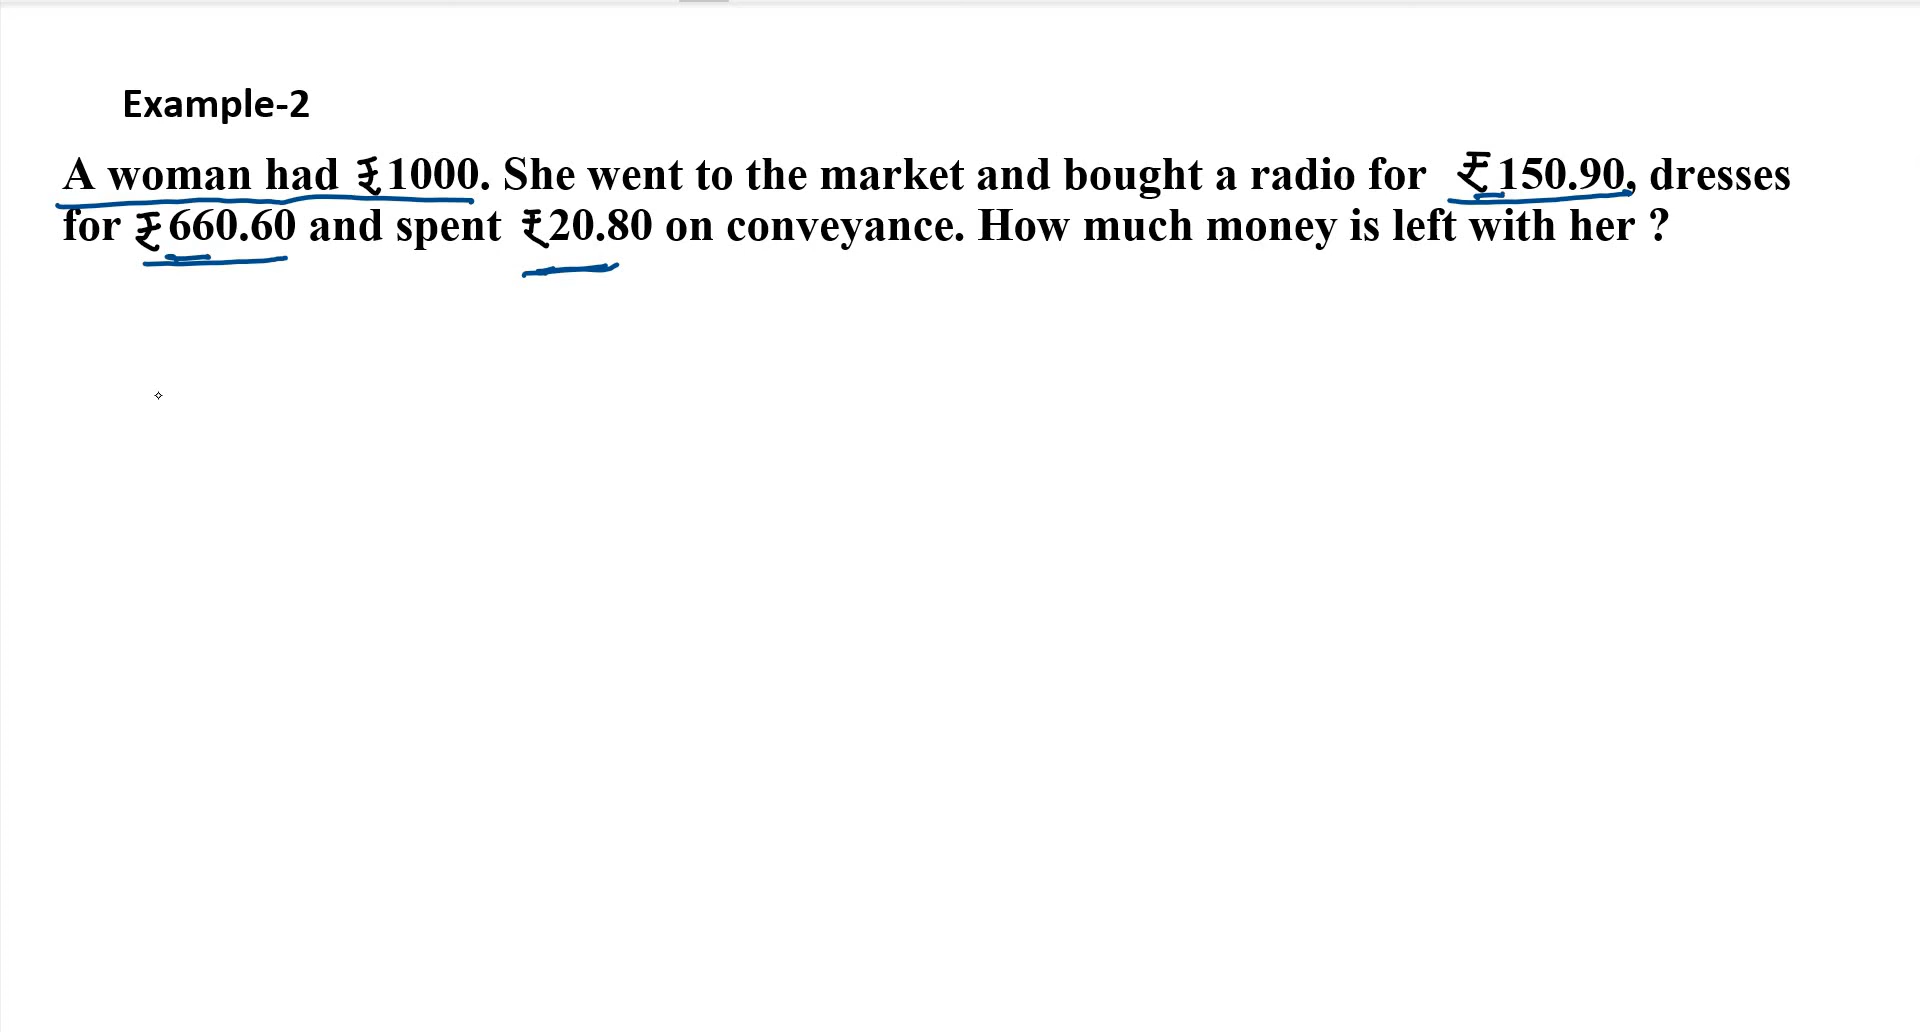 Example-2
A woman had ₹1000. She went to the market and bought a radio for ₹150.90, dresses
for ₹660.60 and spent ₹20.80 on conveyance. How much money is left with her ?